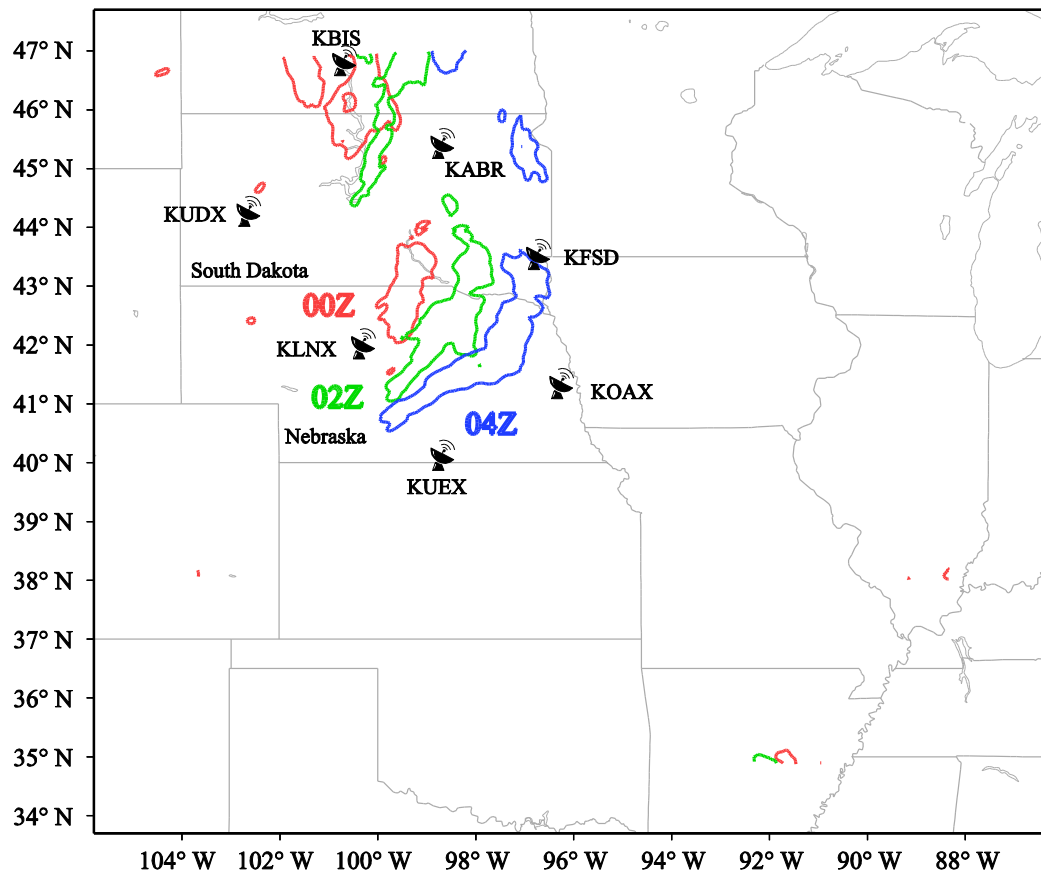 47° N
KBIS
46° N
KABR
45° N
KUDX
44° N
KFSD
South Dakota
43° N
00Z
42° N
KLNX
KOAX
02Z
41° N
04Z
Nebraska
40° N
KUEX
39° N
38° N
37° N
36° N
35° N
34° N
104° W 102° W 100° W 98° W 96° W 94° W 92° W 90° W 88° W